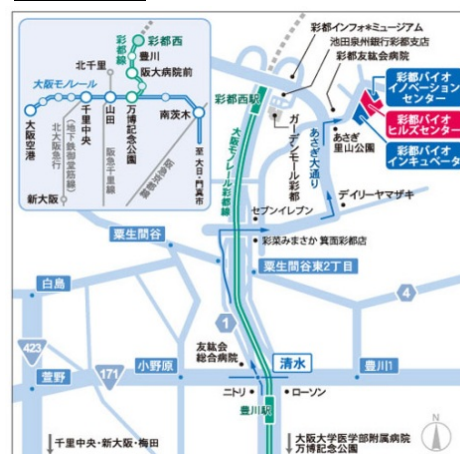 彩都西
豊川
阪大病院前
彩都線
北千里
大阪モノレール
大阪空港
千里中央
山田
万博記念公園
南茨木
至 大日・門真市
(地下鉄御堂筋線)
北大阪急行
阪急千里線
阪急京都線
新大阪
彩都インフォ*ミュージアム
池田泉州銀行彩都支店
彩都友紘会病院
彩都西駅
ガーデンモール彩都
あさぎ大通り
あさぎ
里山公園
彩都バイオ
イノベーション
センター
彩都バイオ
ヒルズセンター
彩都バイオ
インキュベータ
大阪モノレール彩都線
デイリーヤマザキ
セブンイレブン
彩菜みまさか 箕面彩都店
粟生間谷
粟生間谷東2丁目
白島
4
1
423
171
友紘会
総合病院
清水
小野原
豊川1
萱野
ニトリ
ローソン
豊川駅
千里中央・新大阪・梅田
大阪大学医学部附属病院
万博記念公園
N